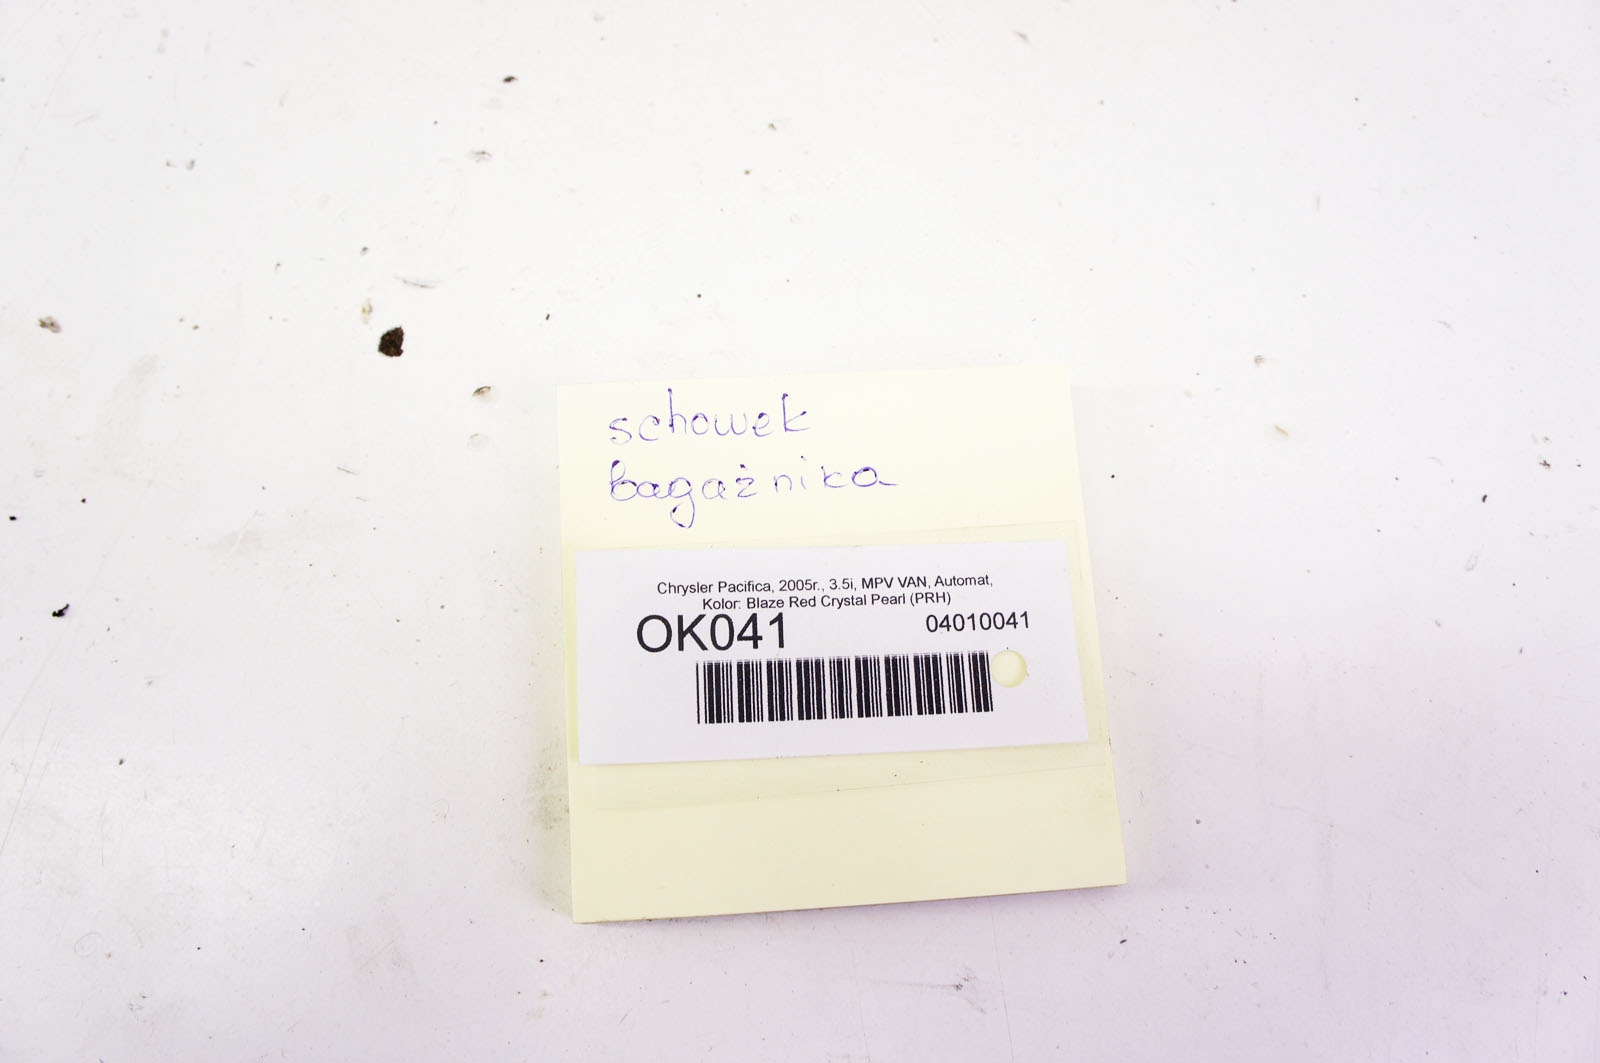 schowek
bagażnika
Chrysler Pacifica, 2005r., 3.5i, MPV VAN, Automat,
Kolor: Blaze Red Crystal Pearl (PRH)
OK041 04010041